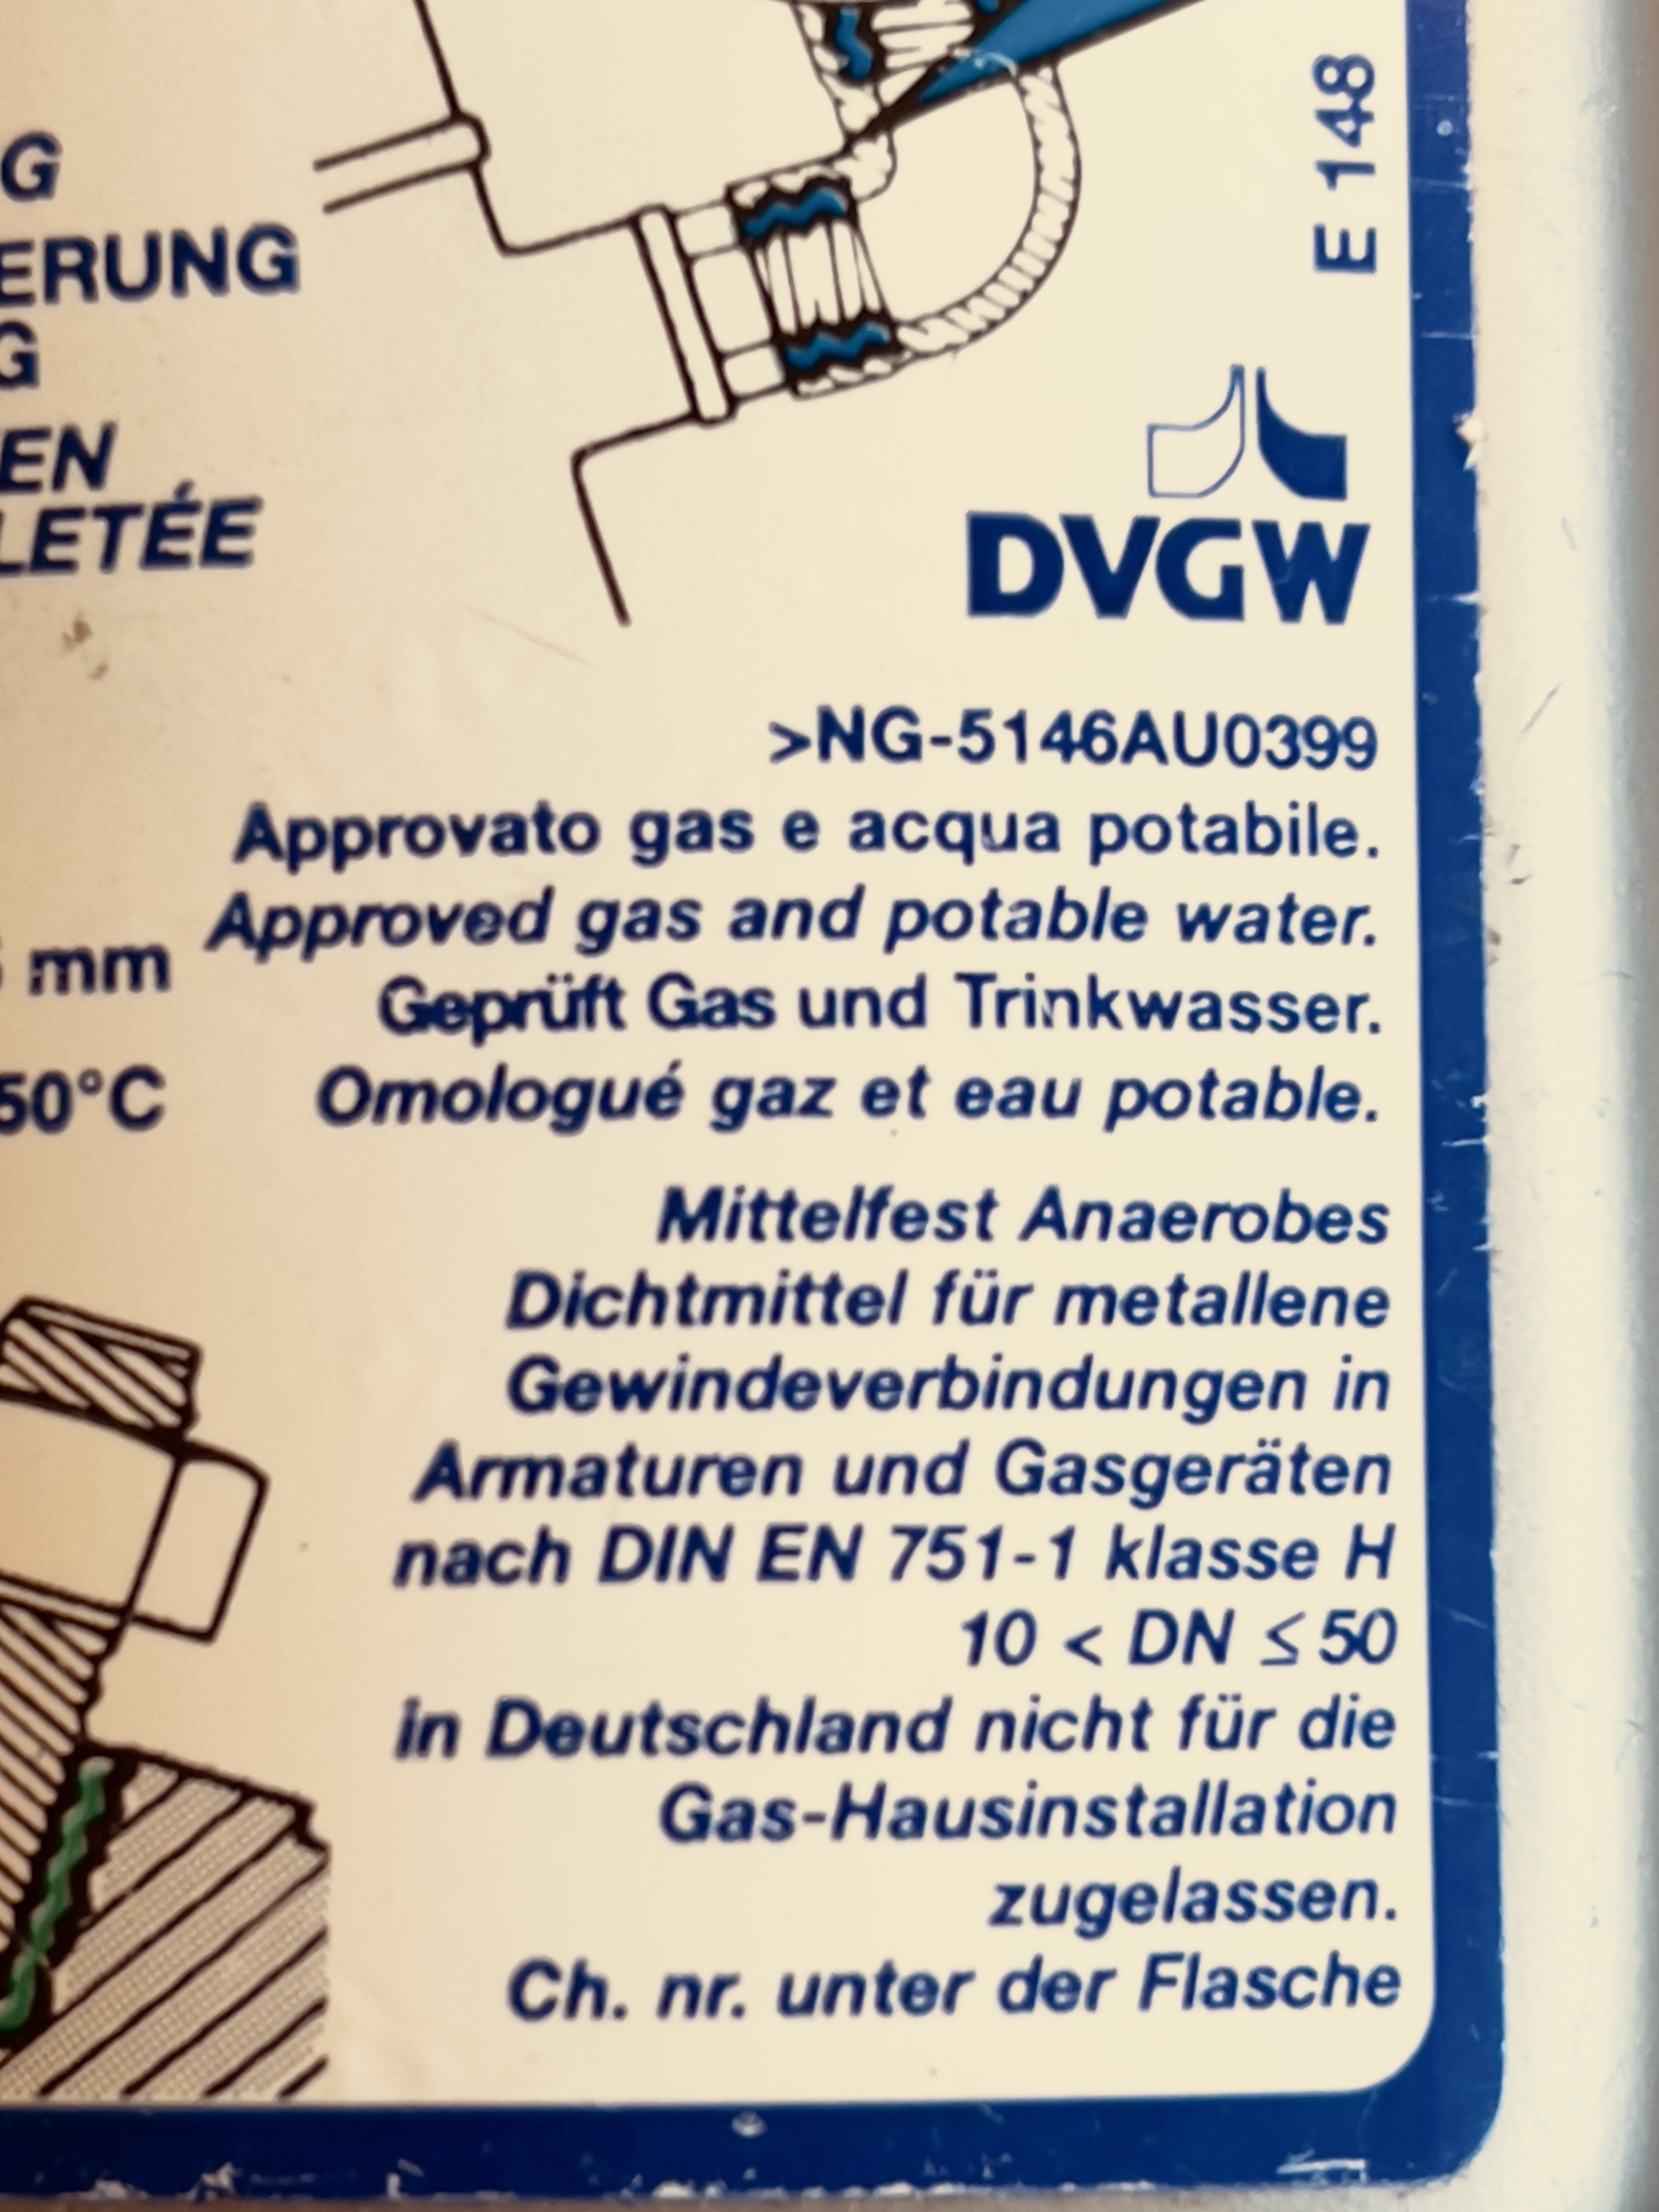 G
ERUNG
G
EN
LETÉE
E 148
DVGW
>NG-5146AU0399
Approvato gas e acqua potabile.
Approved gas and potable water.
mm
Geprüft Gas und Trinkwasser.
50°C
Omologué gaz et eau potable.
Mittelfest Anaerobes
Dichtmittel für metallene
Gewindeverbindungen in
Armaturen und Gasgeräten
nach DIN EN 751-1 klasse H
10 < DN ≤ 50
in Deutschland nicht für die
Gas-Hausinstallation
zugelassen.
Ch. nr. unter der Flasche